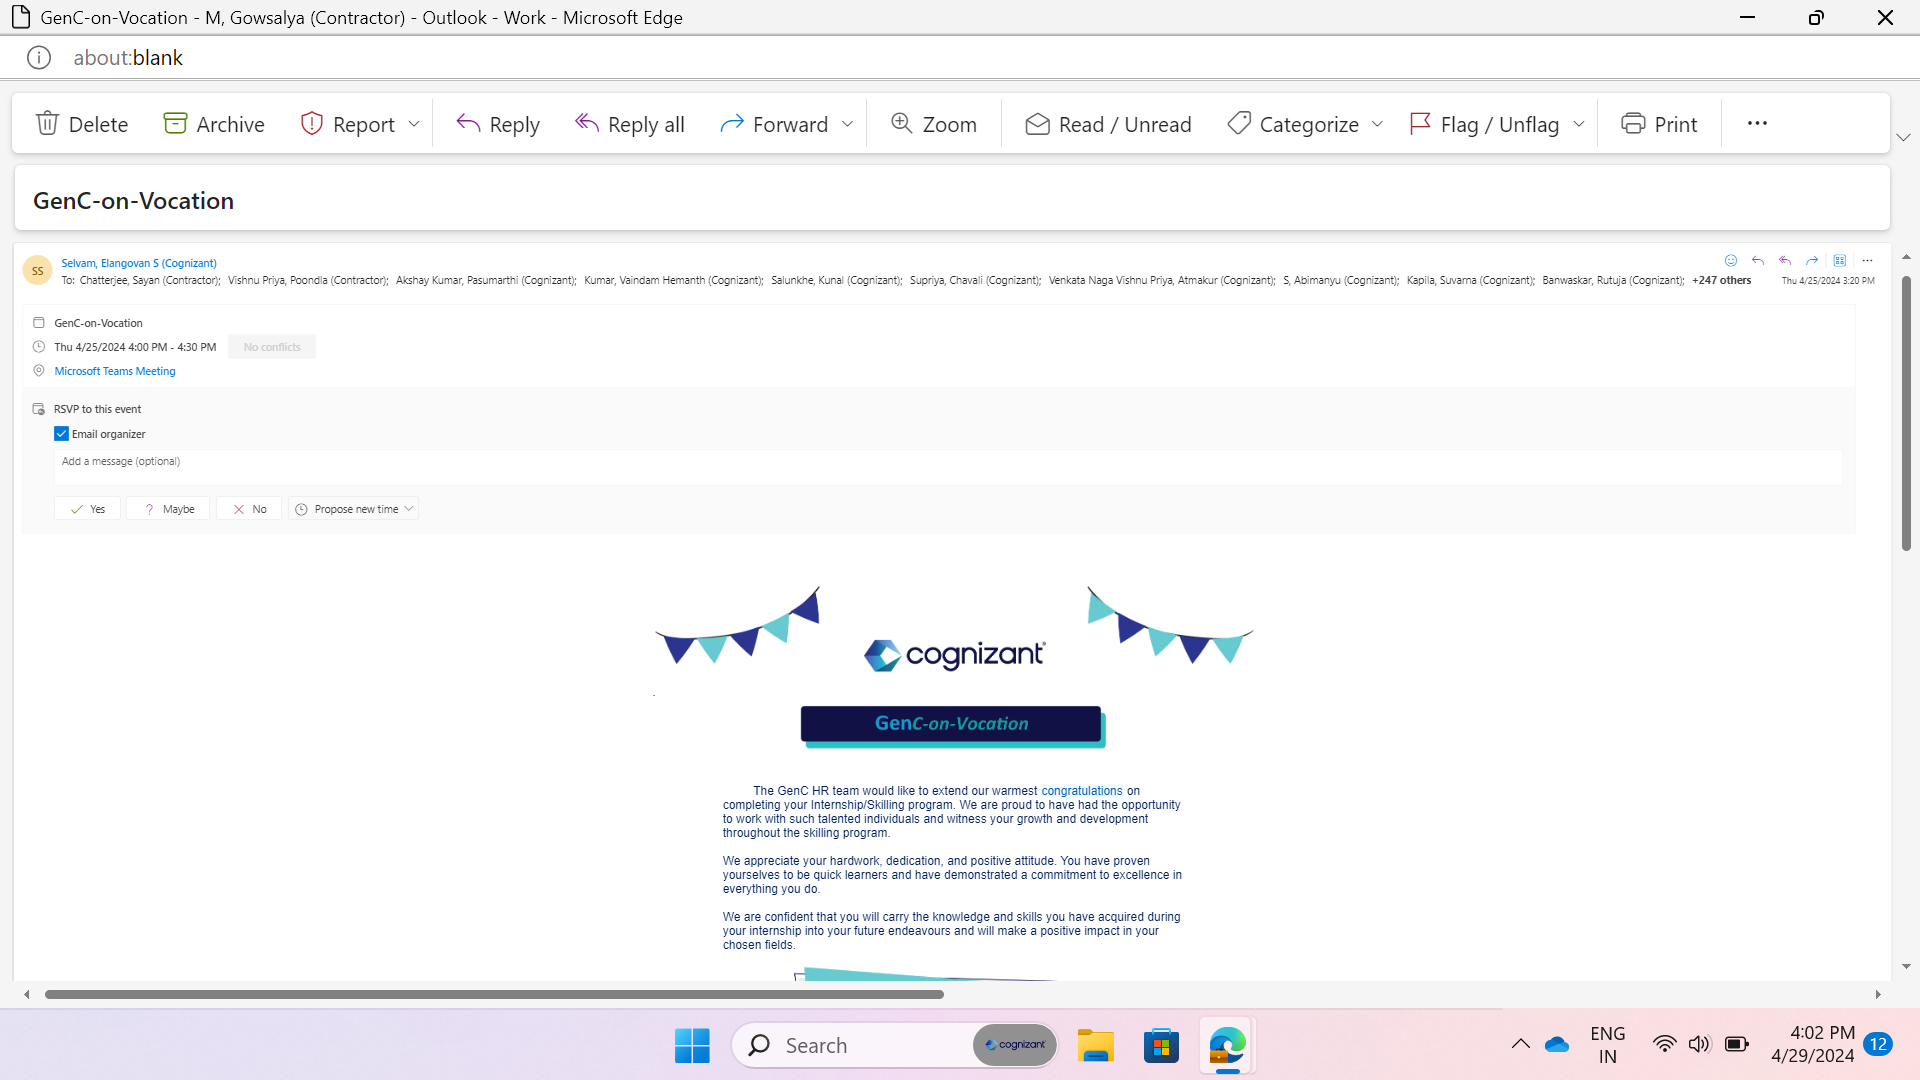 GenC-on-Vocation - M, Gowsalya (Contractor) - Outlook - Work - Microsoft Edge
about:blank
Delete Archive Report Reply Reply all Forward Zoom Read / Unread Categorize Flag / Unflag Print
GenC-on-Vocation
SS
Selvam, Elangovan S (Cognizant)
To: Chatterjee, Sayan (Contractor); Vishnu Priya, Poondla (Contractor); Akshay Kumar, Pasumarthi (Cognizant); Kumar, Vaindam Hemanth (Cognizant); Salunkhe, Kunal (Cognizant); Supriya, Chavali (Cognizant); Venkata Naga Vishnu Priya, Atmakur (Cognizant); S, Abimanyu (Cognizant); Kapila, Suvarna (Cognizant); Banwaskar, Rutuja (Cognizant); +247 others Thu 4/25/2024 3:20 PM
GenC-on-Vocation
Thu 4/25/2024 4:00 PM - 4:30 PM No conflicts
Microsoft Teams Meeting
RSVP to this event
Email organizer
Add a message (optional)
Yes ? Maybe No Propose new time
cognizant
GenC-on-Vocation
The GenC HR team would like to extend our warmest congratulations on
completing your Internship/Skilling program. We are proud to have had the opportunity
to work with such talented individuals and witness your growth and development
throughout the skilling program.
We appreciate your hardwork, dedication, and positive attitude. You have proven
yourselves to be quick learners and have demonstrated a commitment to excellence in
everything you do.
We are confident that you will carry the knowledge and skills you have acquired during
your internship into your future endeavours and will make a positive impact in your
chosen fields.
Search cognizant
ENG
IN
4:02 PM
4/29/2024
12